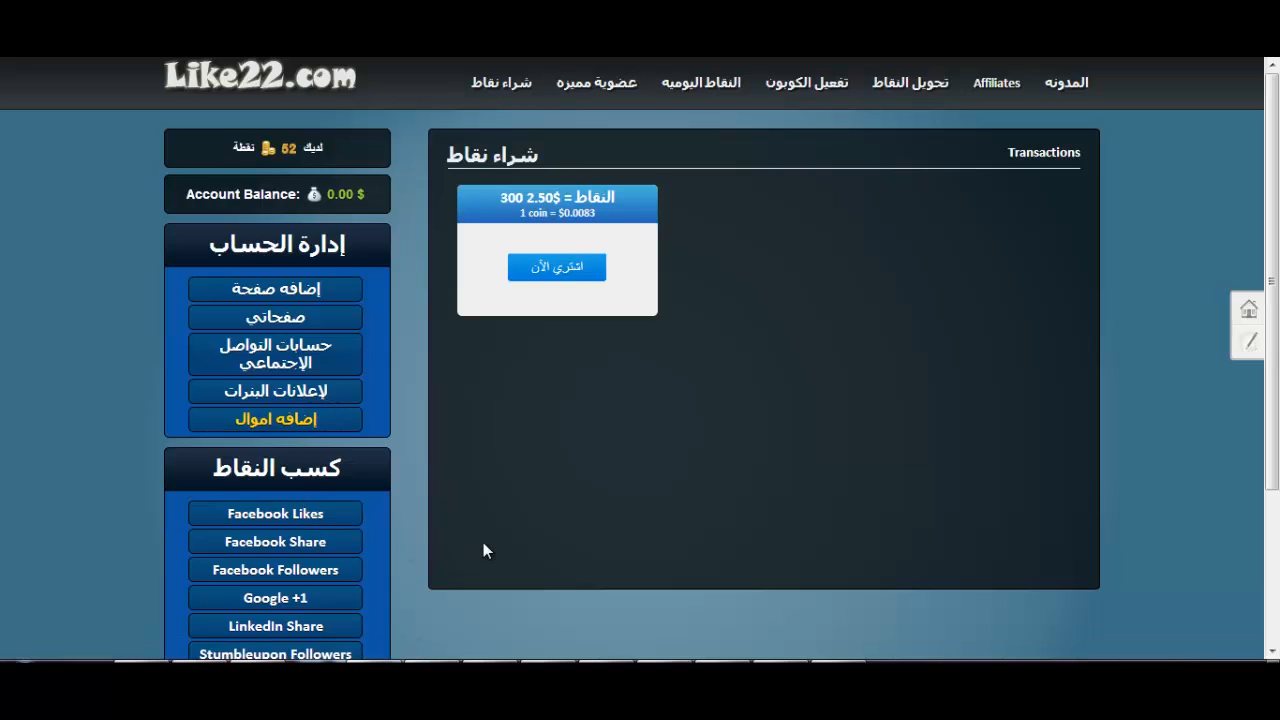 Like22.com
المدونه
Affiliates
تحويل النقاط
تفعيل الكوبون
النقاط اليوميه
عضوية مميزه
شراء نقاط
لديك 52 نقطة
Account Balance: 0.00 $
إدارة الحساب
إضافه صفحة
صفحاتي
حسابات التواصل
الإجتماعي
لإعلانات البنرات
إضافه اموال
كسب النقاط
Facebook Likes
Facebook Share
Facebook Followers
Google +1
LinkedIn Share
Stumbleupon Followers
شراء نقاط
Transactions
300 النقاط = $2.50
1 coin = $0.0083
اشتري الأن